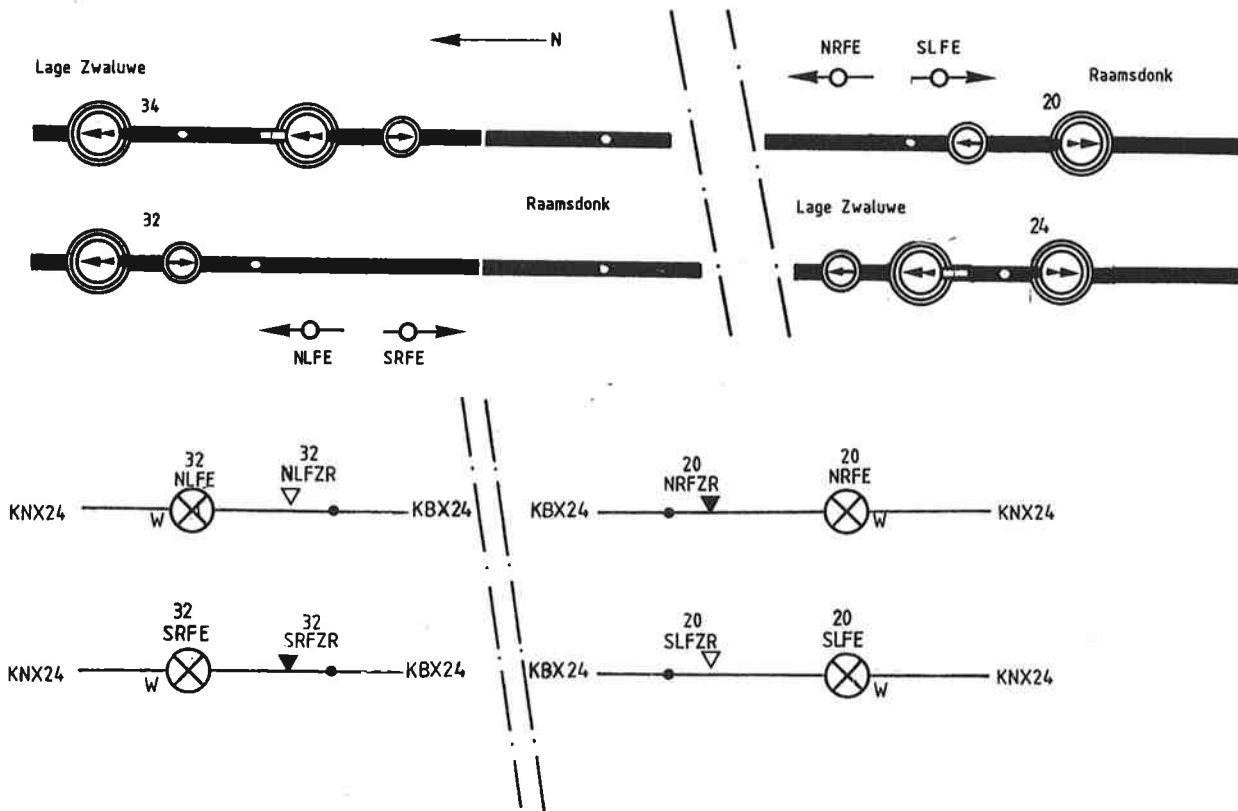 N
NRFE SLFE
Lage Zwaluwe
Raamsdonk
34
20
Raamsdonk
Lage Zwaluwe
32
24
NLFE SRFE
32
NLFE
32
NLFZR
KNX24
W
KBX24
20
NRFZR
20
NRFE
KBX24
W
KNX24
32
SRFE
32
SRFZR
KNX24
W
KBX24
20
SLFZR
20
SLFE
KBX24
W
KNX24